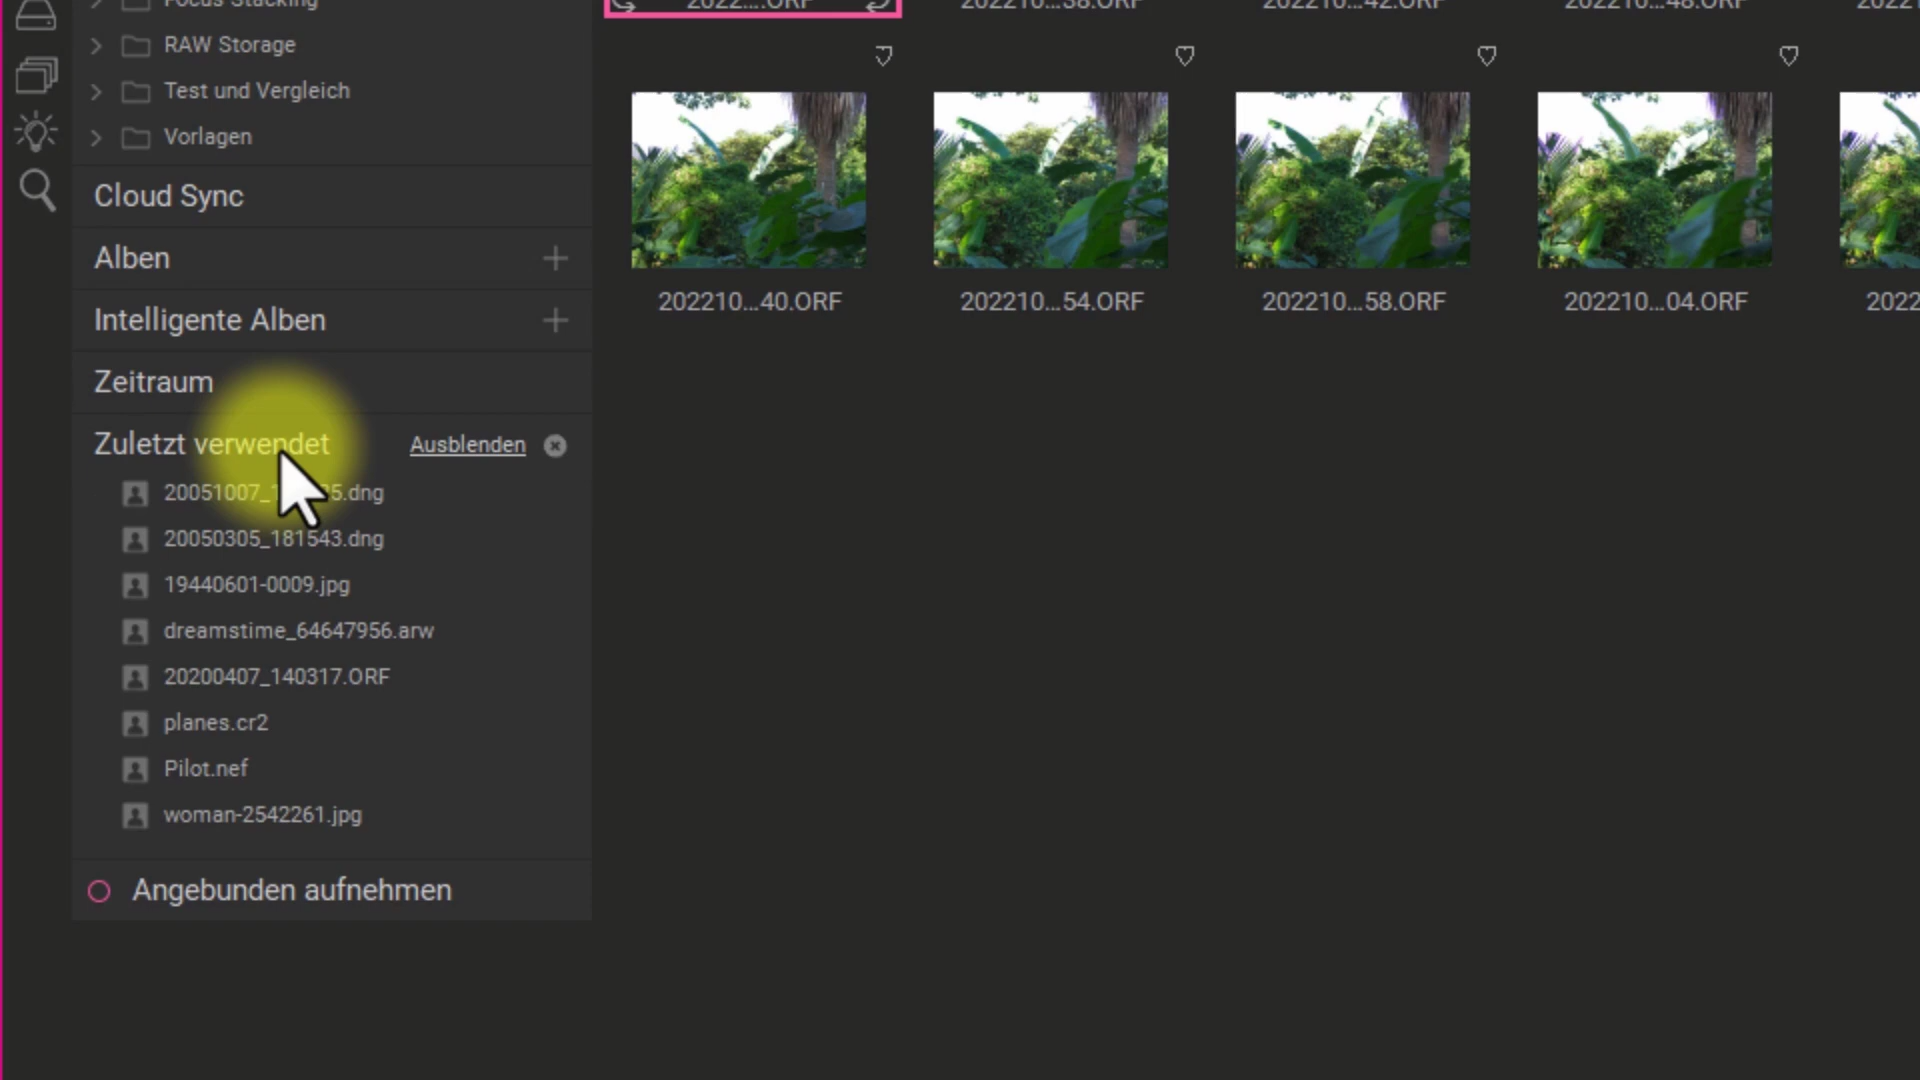 Focus Stacking
RAW Storage
Test und Vergleich
Vorlagen
Cloud Sync
Alben
Intelligente Alben
Zeitraum
Zuletzt verwendet
Ausblenden
20050305_181543.dng
19440601-0009.jpg
dreamstime_64647956.arw
20200407_140317.ORF
planes.cr2
Pilot.nef
woman-2542261.jpg
Angebunden aufnehmen
202210...40.ORF
202210...54.ORF
202210...58.ORF
202210...04.ORF